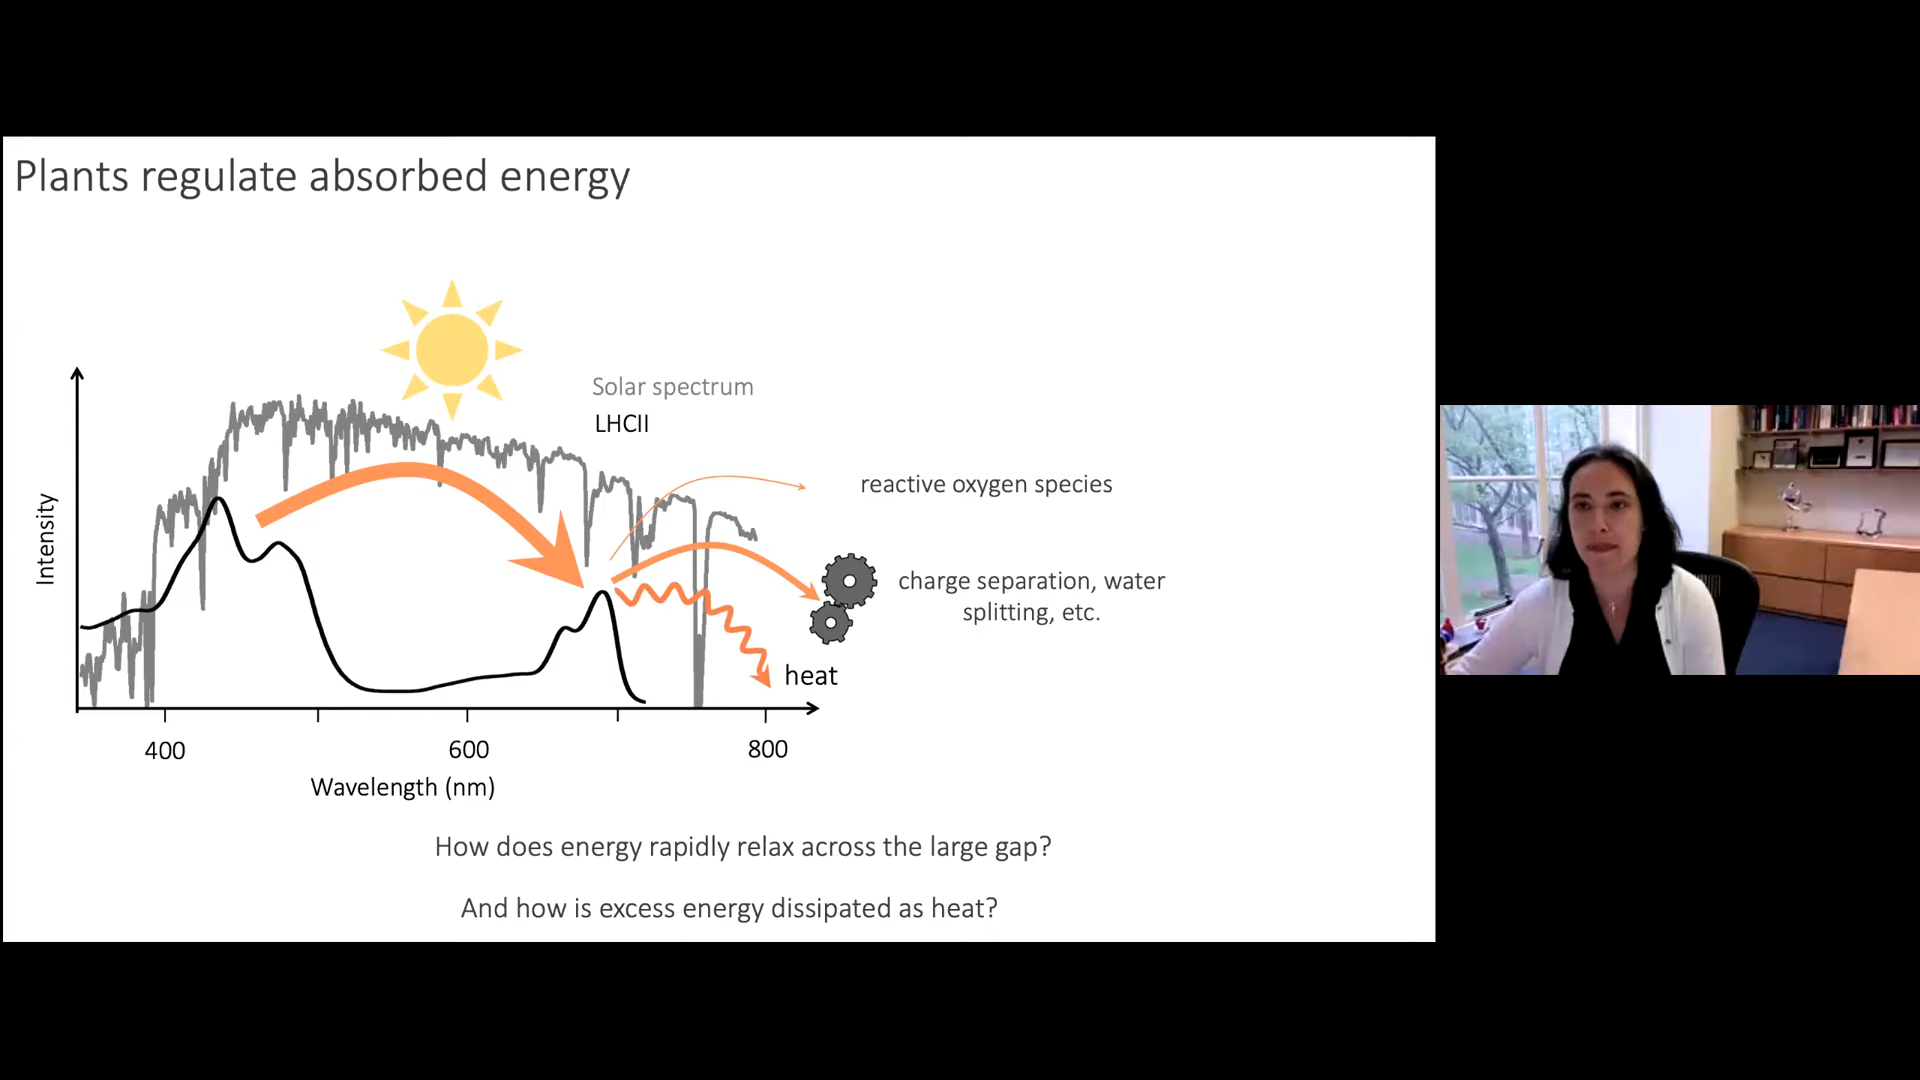 Plants regulate absorbed energy
Solar spectrum
LHCII
Intensity
reactive oxygen species
charge separation, water
splitting, etc.
heat
400
600
800
Wavelength (nm)
How does energy rapidly relax across the large gap?
And how is excess energy dissipated as heat?